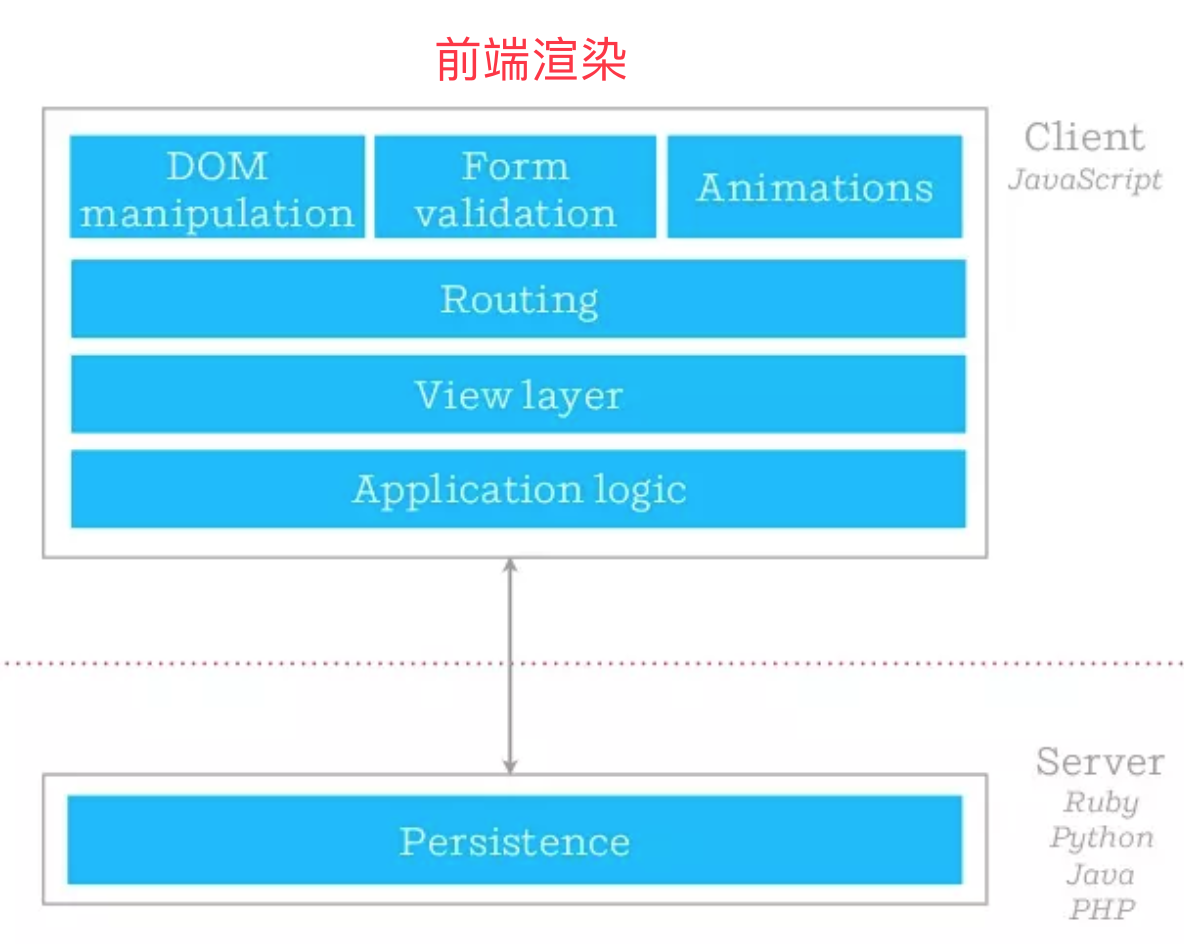 前端渲染
Client
JavaScript
DOM
manipulation
Form
validation
Animations
Routing
View layer
Application logic
Server
Ruby
Python
Java
PHP
Persistence